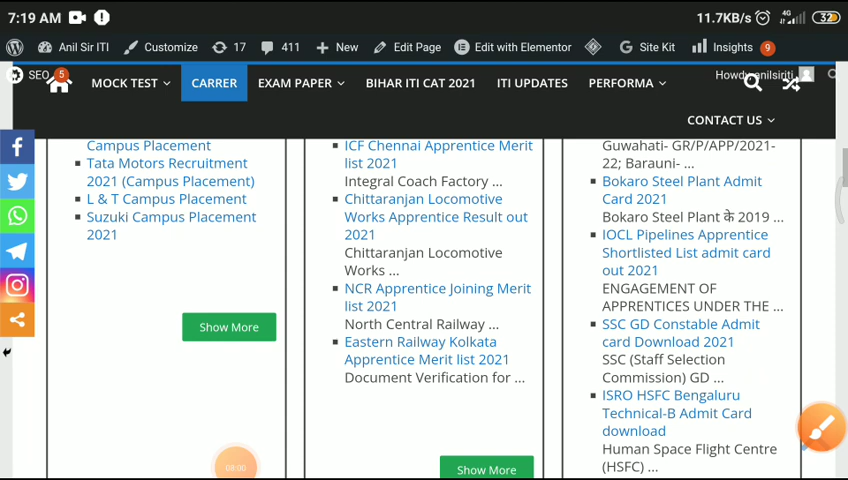 7:19 AM
11.7KB/s 4G 32
Anil Sir ITI Customize 17 411 New Edit Page Edit with Elementor Site Kit Insights 9
SEO 5 Howdy, anilsiriti
MOCK TEST CARRER EXAM PAPER BIHAR ITI CAT 2021 ITI UPDATES PERFORMA
CONTACT US
Campus Placement
Tata Motors Recruitment
2021 (Campus Placement)
L & T Campus Placement
Suzuki Campus Placement
2021
Show More
ICF Chennai Apprentice Merit
list 2021
Integral Coach Factory ...
Chittaranjan Locomotive
Works Apprentice Result out
2021
Chittaranjan Locomotive
Works ...
NCR Apprentice Joining Merit
list 2021
North Central Railway ...
Eastern Railway Kolkata
Apprentice Merit list 2021
Document Verification for ...
Show More
Guwahati- GR/P/APP/2021-
22; Barauni- ...
Bokaro Steel Plant Admit
Card 2021
Bokaro Steel Plant के 2019 ...
IOCL Pipelines Apprentice
Shortlisted List admit card
out 2021
ENGAGEMENT OF
APPRENTICES UNDER THE ...
SSC GD Constable Admit
card Download 2021
SSC (Staff Selection
Commission) GD ...
ISRO HSFC Bengaluru
Technical-B Admit Card
download
Human Space Flight Centre
(HSFC) ...
08:00